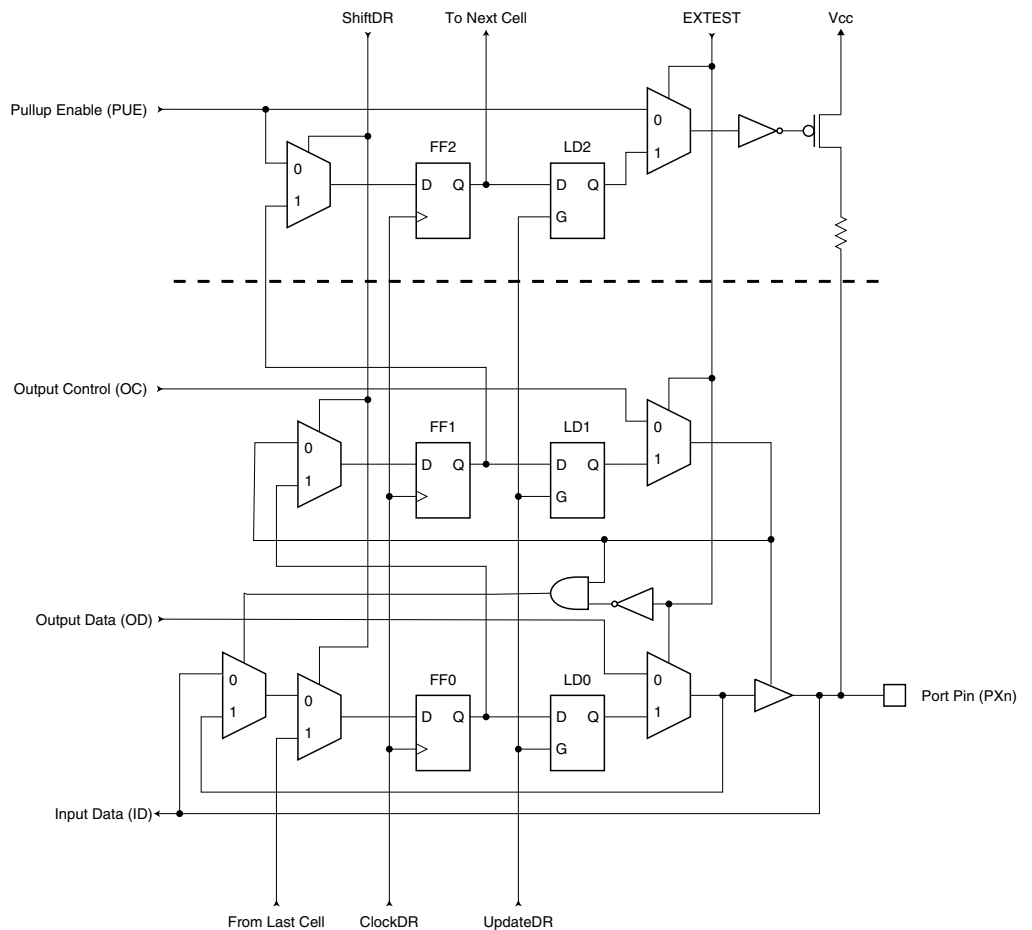 ShiftDR To Next Cell EXTEST Vcc
Pullup Enable (PUE)
0
1
FF2
D Q
LD2
D Q
G
0
1
Output Control (OC)
0
1
FF1
D Q
LD1
D Q
G
0
1
Output Data (OD)
0
1
0
1
FF0
D Q
LD0
D Q
G
0
1
Port Pin (PXn)
Input Data (ID)
From Last Cell ClockDR UpdateDR